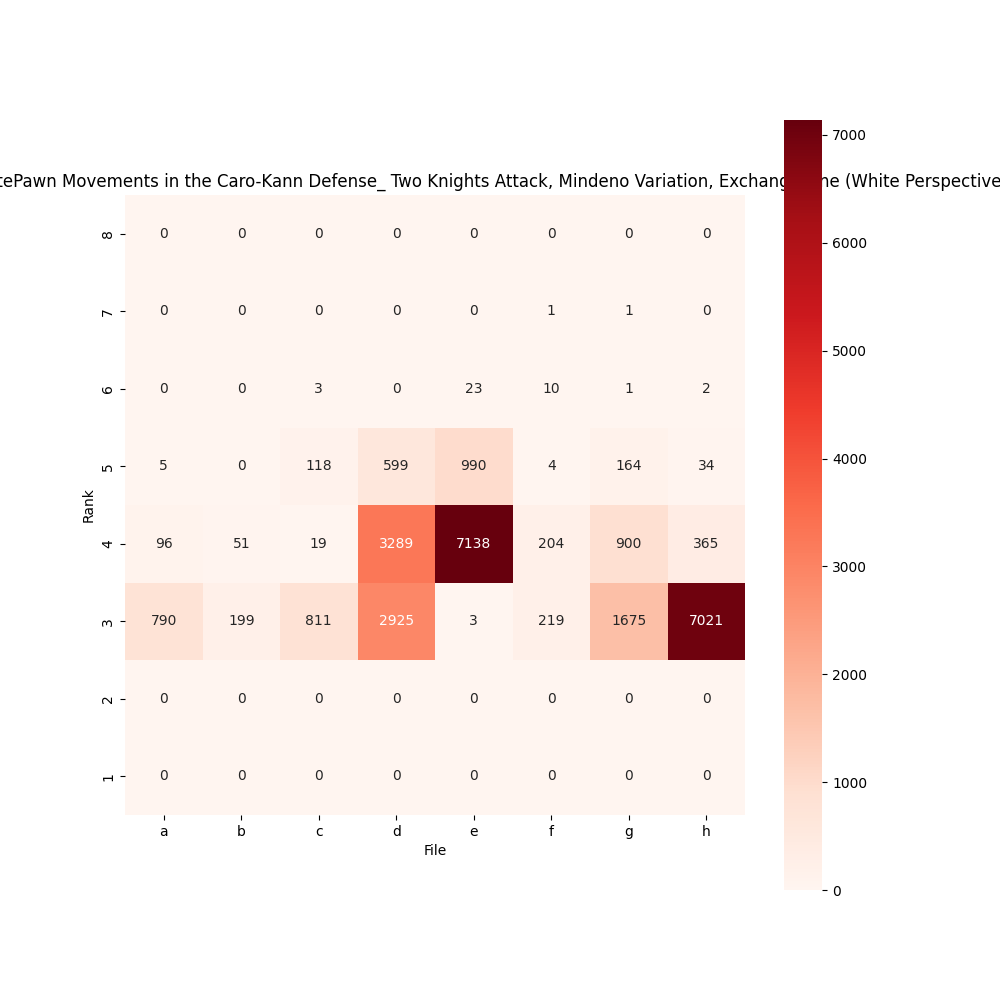 tePawn Movements in the Caro-Kann Defense_ Two Knights Attack, Mindeno Variation, Exchang ne (White Perspective
8 0 0 0 0 0 0 0 0
7 0 0 0 0 0 1 1 0
6 0 0 3 0 23 10 1 2
5 5 0 118 599 990 4 164 34
4 96 51 19 3289 7138 204 900 365
3 790 199 811 2925 3 219 1675 7021
2 0 0 0 0 0 0 0 0
1 0 0 0 0 0 0 0 0
a b c d e f g h
File
Rank
7000
6000
5000
4000
3000
2000
1000
0